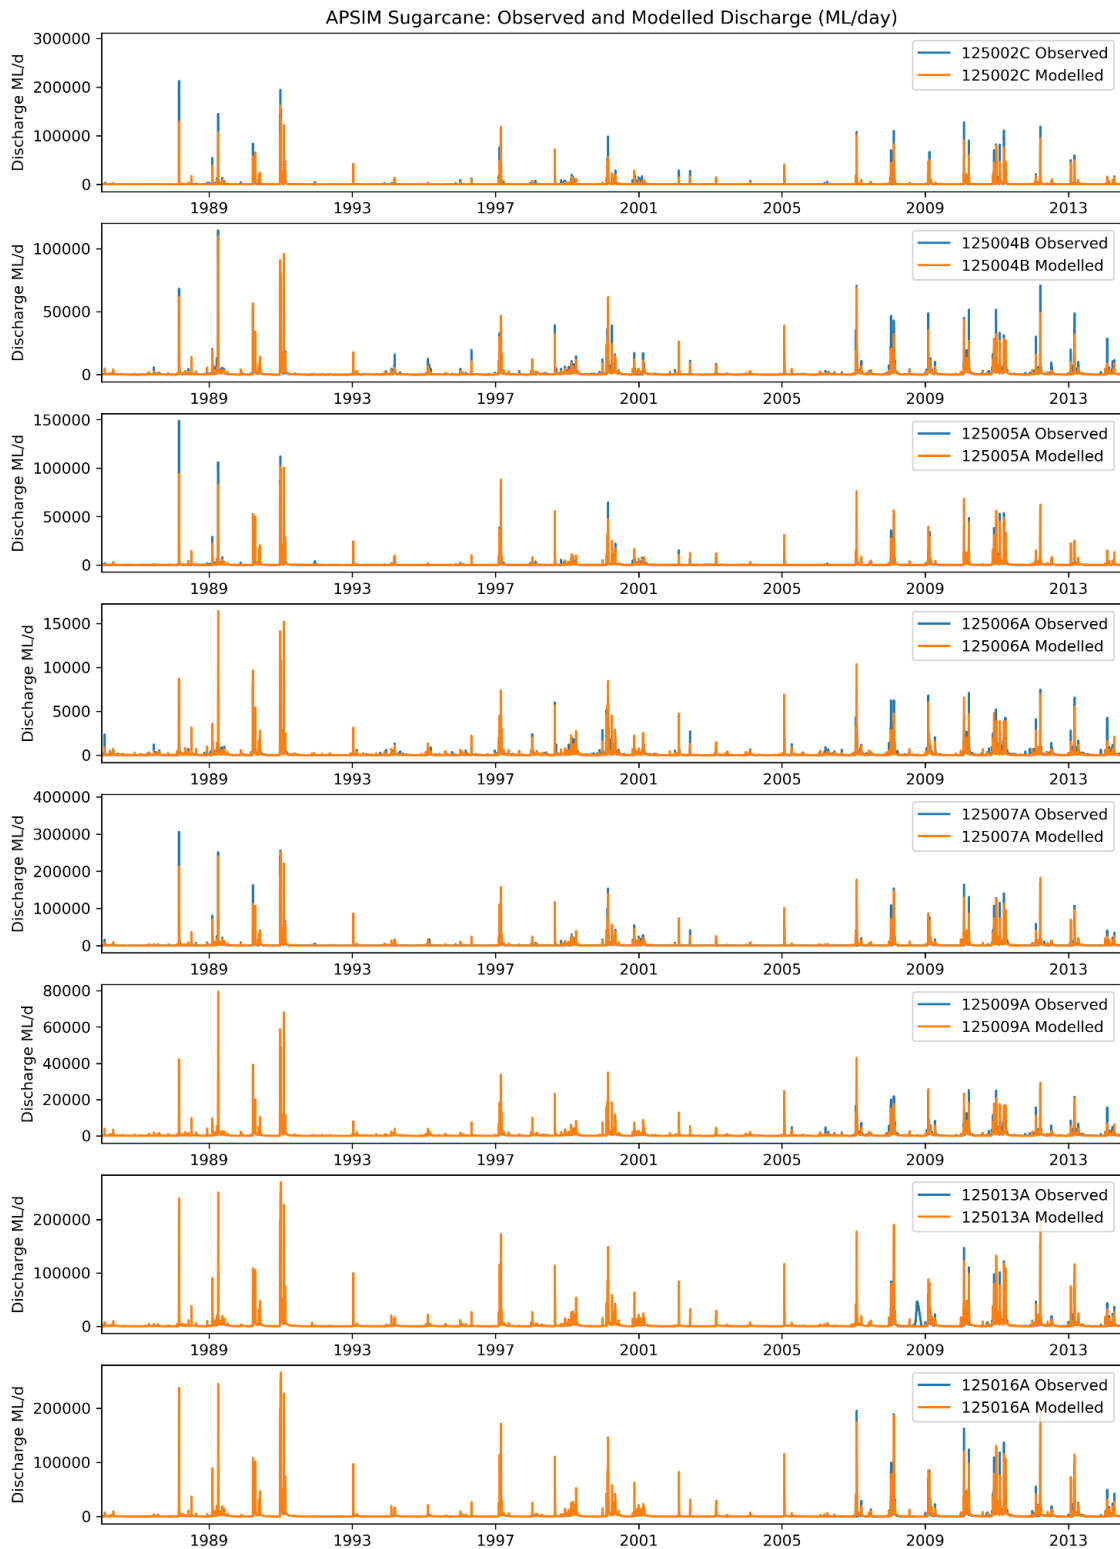 APSIM Sugarcane: Observed and Modelled Discharge (ML/day)
Discharge ML/d
300000
200000
100000
0
125002C Observed
125002C Modelled
1989 1993 1997 2001 2005 2009 2013
Discharge ML/d
100000
50000
0
125004B Observed
125004B Modelled
1989 1993 1997 2001 2005 2009 2013
Discharge ML/d
150000
100000
50000
0
125005A Observed
125005A Modelled
1989 1993 1997 2001 2005 2009 2013
Discharge ML/d
15000
10000
5000
0
125006A Observed
125006A Modelled
1989 1993 1997 2001 2005 2009 2013
Discharge ML/d
400000
300000
200000
100000
0
125007A Observed
125007A Modelled
1989 1993 1997 2001 2005 2009 2013
Discharge ML/d
80000
60000
40000
20000
0
125009A Observed
125009A Modelled
1989 1993 1997 2001 2005 2009 2013
Discharge ML/d
200000
100000
0
125013A Observed
125013A Modelled
1989 1993 1997 2001 2005 2009 2013
Discharge ML/d
200000
100000
0
125016A Observed
125016A Modelled
1989 1993 1997 2001 2005 2009 2013